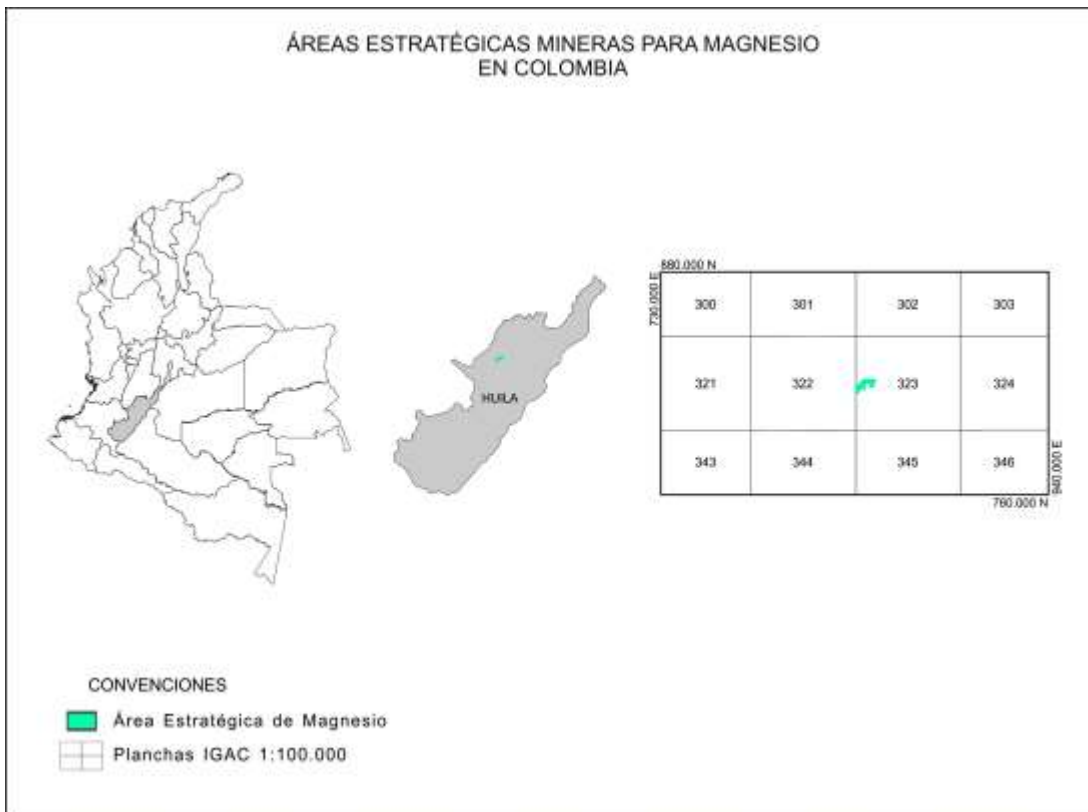 ÁREAS ESTRATÉGICAS MINERAS PARA MAGNESIO
EN COLOMBIA
HUILA
880.000 N
730.000 E
300 301 302 303
321 322 323 324
343 344 345 346
940.000 E
760.000 N
CONVENCIONES
Área Estratégica de Magnesio
Planchas IGAC 1:100.000